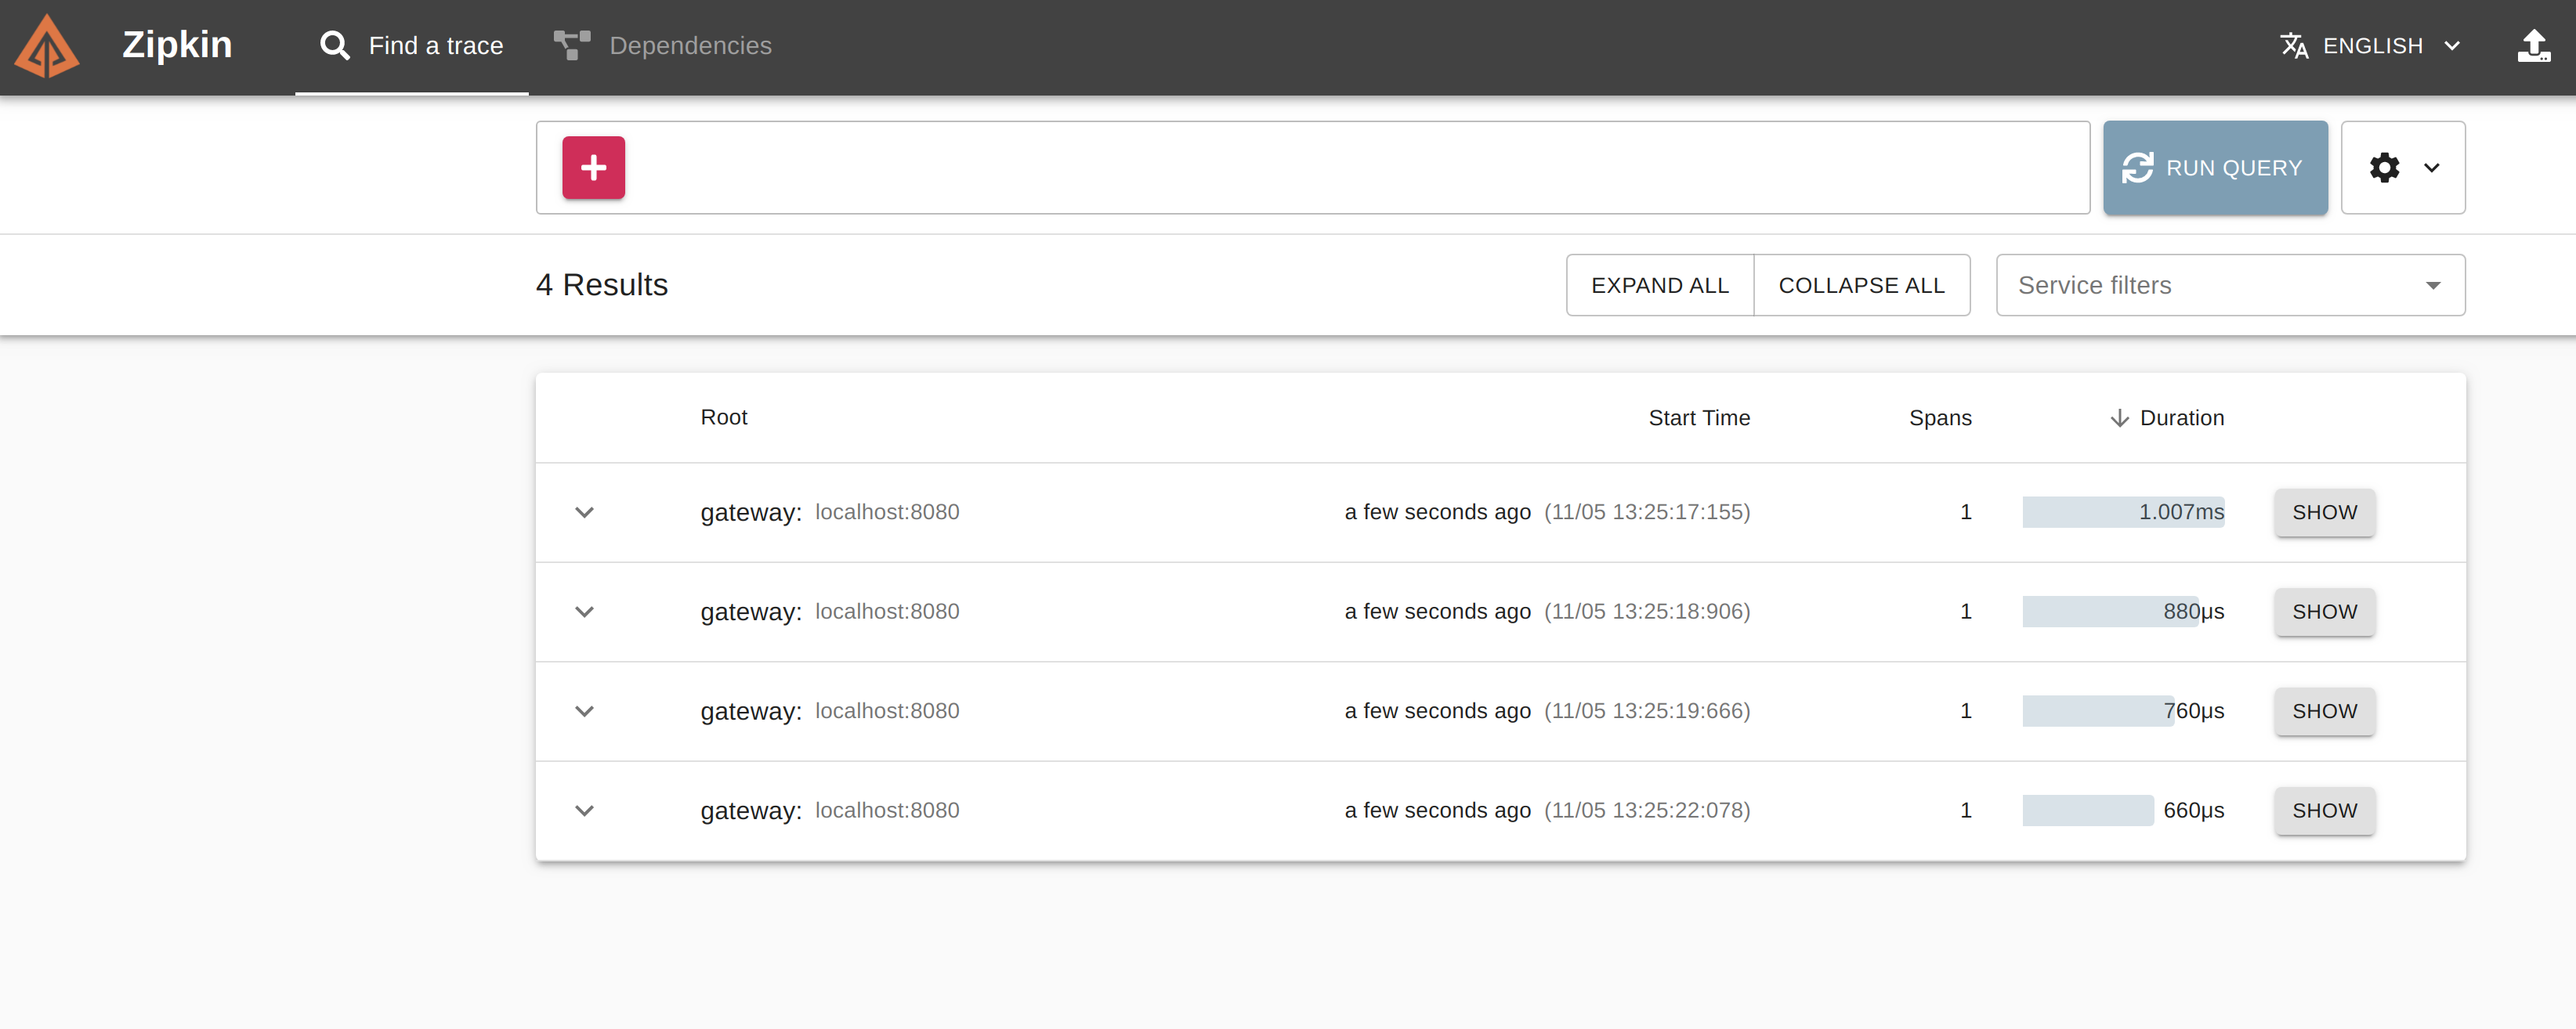 Zipkin Find a trace Dependencies ENGLISH
RUN QUERY
4 Results EXPAND ALL COLLAPSE ALL Service filters
Root Start Time Spans Duration
gateway: localhost:8080 a few seconds ago (11/05 13:25:17:155) 1 1.007ms SHOW
gateway: localhost:8080 a few seconds ago (11/05 13:25:18:906) 1 880μs SHOW
gateway: localhost:8080 a few seconds ago (11/05 13:25:19:666) 1 760μs SHOW
gateway: localhost:8080 a few seconds ago (11/05 13:25:22:078) 1 660μs SHOW